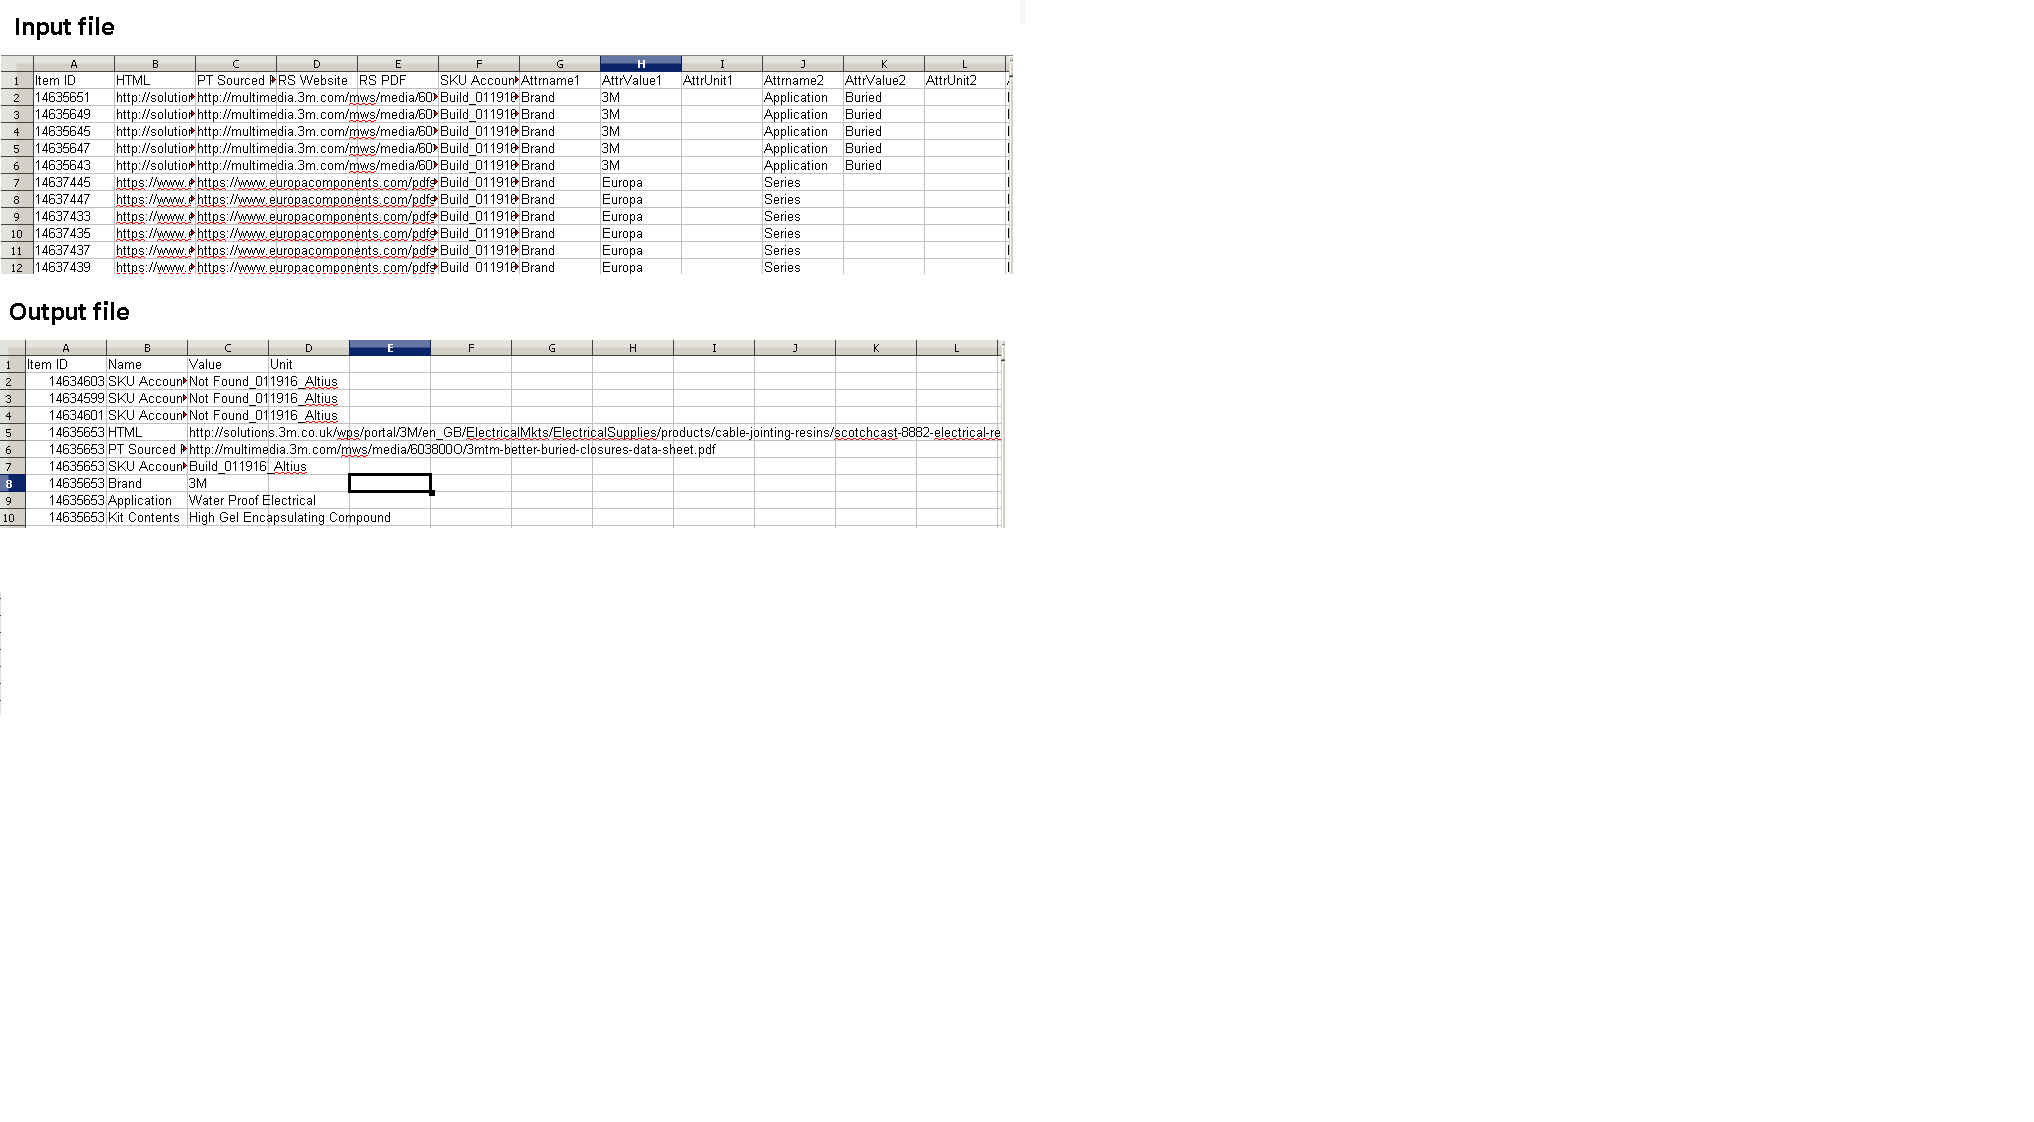 Input file
A B C D E F G H I J K L
1 Item ID HTML PT Sourced RS Website RS PDF SKU Accoun Attrname1 AttrValue1 AttrUnit1 Attrname2 AttrValue2 AttrUnit2
2 14635651 http://solution http://multimedia.3m.com/mws/media/60 Build_01191 Brand 3M Application Buried
3 14635649 http://solution http://multimedia.3m.com/mws/media/60 Build_01191 Brand 3M Application Buried
4 14635645 http://solution http://multimedia.3m.com/mws/media/60 Build_01191 Brand 3M Application Buried
5 14635647 http://solution http://multimedia.3m.com/mws/media/60 Build_01191 Brand 3M Application Buried
6 14635643 http://solution http://multimedia.3m.com/mws/media/60 Build_01191 Brand 3M Application Buried
7 14637445 https://www. https://www.europacomponents.com/pdfs Build_01191 Brand Europa Series
8 14637447 https://www. https://www.europacomponents.com/pdfs Build_01191 Brand Europa Series
9 14637433 https://www. https://www.europacomponents.com/pdfs Build_01191 Brand Europa Series
10 14637435 https://www. https://www.europacomponents.com/pdfs Build_01191 Brand Europa Series
11 14637437 https://www. https://www.europacomponents.com/pdfs Build_01191 Brand Europa Series
12 14637439 https://www. https://www.europacomponents.com/pdfs Build_01191 Brand Europa Series
Output file
A B C D E F G H I J K L
1 Item ID Name Value Unit
2 14634603 SKU Accoun Not Found_011916_Altius
3 14634599 SKU Accoun Not Found_011916_Altius
4 14634601 SKU Accoun Not Found_011916_Altius
5 14635653 HTML http://solutions.3m.co.uk/wps/portal/3M/en_GB/ElectricalMkts/ElectricalSupplies/products/cable-jointing-resins/scotchcast-8882-electrical-re
6 14635653 PT Sourced http://multimedia.3m.com/mws/media/603800O/3mtm-better-buried-closures-data-sheet.pdf
7 14635653 SKU Accoun Build_011916_Altius
8 14635653 Brand 3M
9 14635653 Application Water Proof Electrical
10 14635653 Kit Contents High Gel Encapsulating Compound